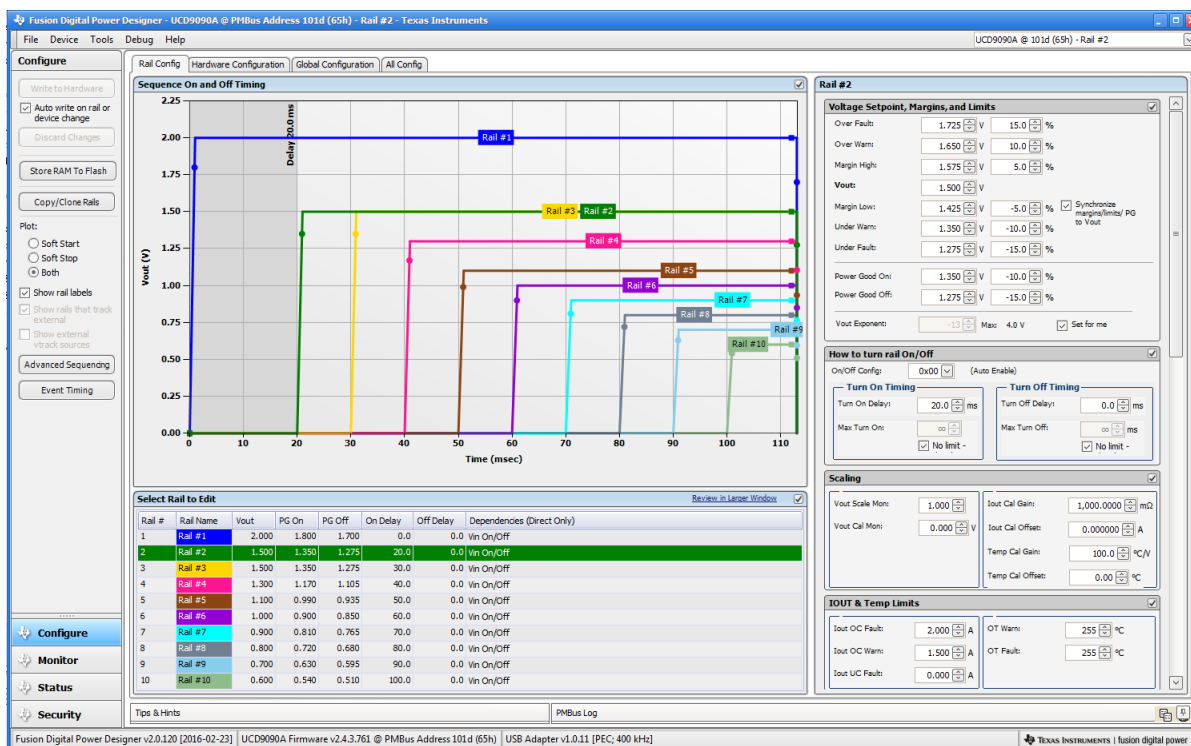 Fusion Digital Power Designer - UCD9090A @ PMBus Address 101d (65h) - Rail #2 - Texas Instruments
File Device Tools Debug Help
UCD9090A @ 101d (65h) - Rail #2
Configure
Write to Hardware
Auto write on rail or
device change
Discard Changes
Store RAM To Flash
Copy/Clone Rails
Plot:
Soft Start
Soft Stop
Both
Show rail labels
Show rails that track
external
Show external
vtrack sources
Advanced Sequencing
Event Timing
Configure
Monitor
Status
Security
Rail Config Hardware Configuration Global Configuration All Config
Sequence On and Off Timing
2.25
2.00
1.75
1.50
1.25
1.00
0.75
0.50
0.25
0.00
Vout (V)
Delay 20.0 ms
Rail #1
Rail #3 Rail #2
Rail #4
Rail #5
Rail #6
Rail #7
Rail #8
Rail #9
Rail #10
0 10 20 30 40 50 60 70 80 90 100 110
Time (msec)
Select Rail to Edit Review in Larger Window
Rail # Rail Name Vout PG On PG Off On Delay Off Delay Dependencies (Direct Only)
1 Rail #1 2.000 1.800 1.700 0.0 0.0 Vin On/Off
2 Rail #2 1.500 1.350 1.275 20.0 0.0 Vin On/Off
3 Rail #3 1.500 1.350 1.275 30.0 0.0 Vin On/Off
4 Rail #4 1.300 1.170 1.105 40.0 0.0 Vin On/Off
5 Rail #5 1.100 0.990 0.935 50.0 0.0 Vin On/Off
6 Rail #6 1.000 0.900 0.850 60.0 0.0 Vin On/Off
7 Rail #7 0.900 0.810 0.765 70.0 0.0 Vin On/Off
8 Rail #8 0.800 0.720 0.680 80.0 0.0 Vin On/Off
9 Rail #9 0.700 0.630 0.595 90.0 0.0 Vin On/Off
10 Rail #10 0.600 0.540 0.510 100.0 0.0 Vin On/Off
Rail #2
Voltage Setpoint, Margins, and Limits
Over Fault: 1.725 V 15.0 %
Over Warn: 1.650 V 10.0 %
Margin High: 1.575 V 5.0 %
Vout: 1.500 V
Margin Low: 1.425 V -5.0 %
Synchronize
margins/limits/ PG
to Vout
Under Warn: 1.350 V -10.0 %
Under Fault: 1.275 V -15.0 %
Power Good On: 1.350 V -10.0 %
Power Good Off: 1.275 V -15.0 %
Vout Exponent: -13 Max: 4.0 V Set for me
How to turn rail On/Off
On/Off Config: 0x00 (Auto Enable)
Turn On Timing
Turn On Delay: 20.0 ms
Max Turn On: ∞ ms
No limit -
Turn Off Timing
Turn Off Delay: 0.0 ms
Max Turn Off: ∞ ms
No limit -
Scaling
Vout Scale Mon: 1.000
Vout Cal Mon: 0.000 V
Iout Cal Gain: 1,000.0000 mΩ
Iout Cal Offset: 0.000000 A
Temp Cal Gain: 100.0 ºC/V
Temp Cal Offset: 0.00 ºC
IOUT & Temp Limits
Iout OC Fault: 2.000 A
Iout OC Warn: 1.500 A
Iout UC Fault: 0.000 A
OT Warn: 255 ºC
OT Fault: 255 ºC
Tips & Hints
PMBus Log
Fusion Digital Power Designer v2.0.120 [2016-02-23] UCD9090A Firmware v2.4.3.761 @ PMBus Address 101d (65h) USB Adapter v1.0.11 [PEC; 400 kHz]
TEXAS INSTRUMENTS | fusion digital power